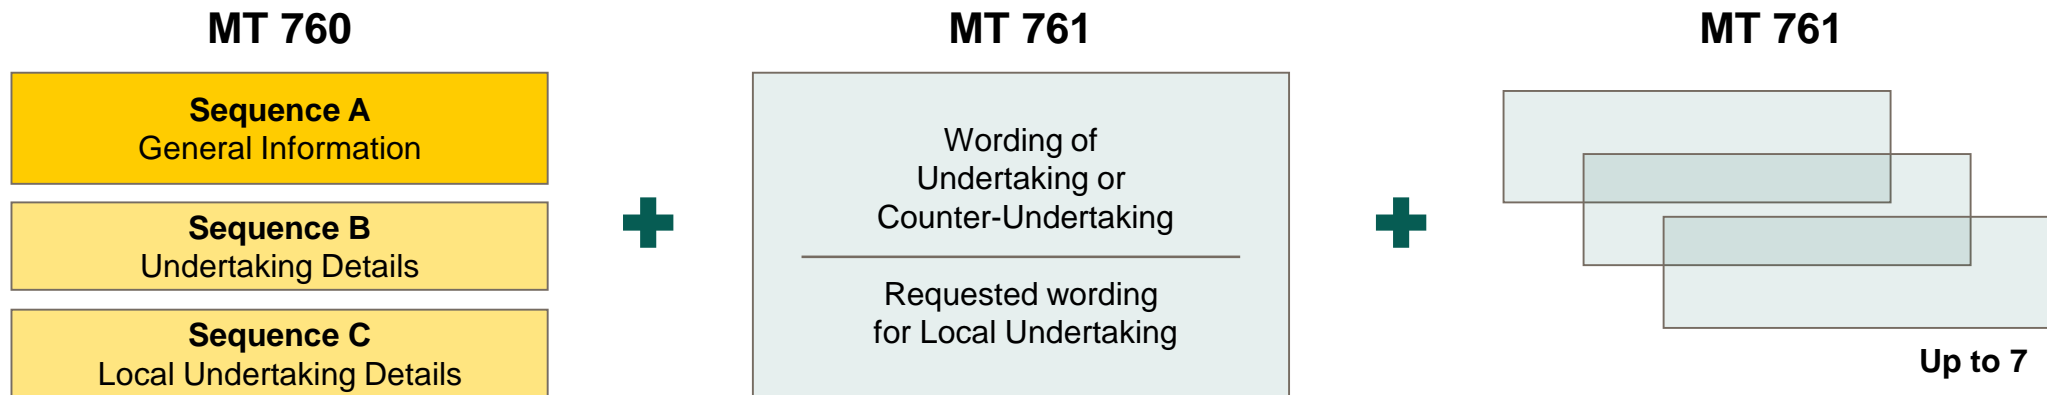 MT 760
Sequence A
General Information
Sequence B
Undertaking Details
Sequence C
Local Undertaking Details
MT 761
Wording of
Undertaking or
Counter-Undertaking
Requested wording
for Local Undertaking
MT 761
Up to 7